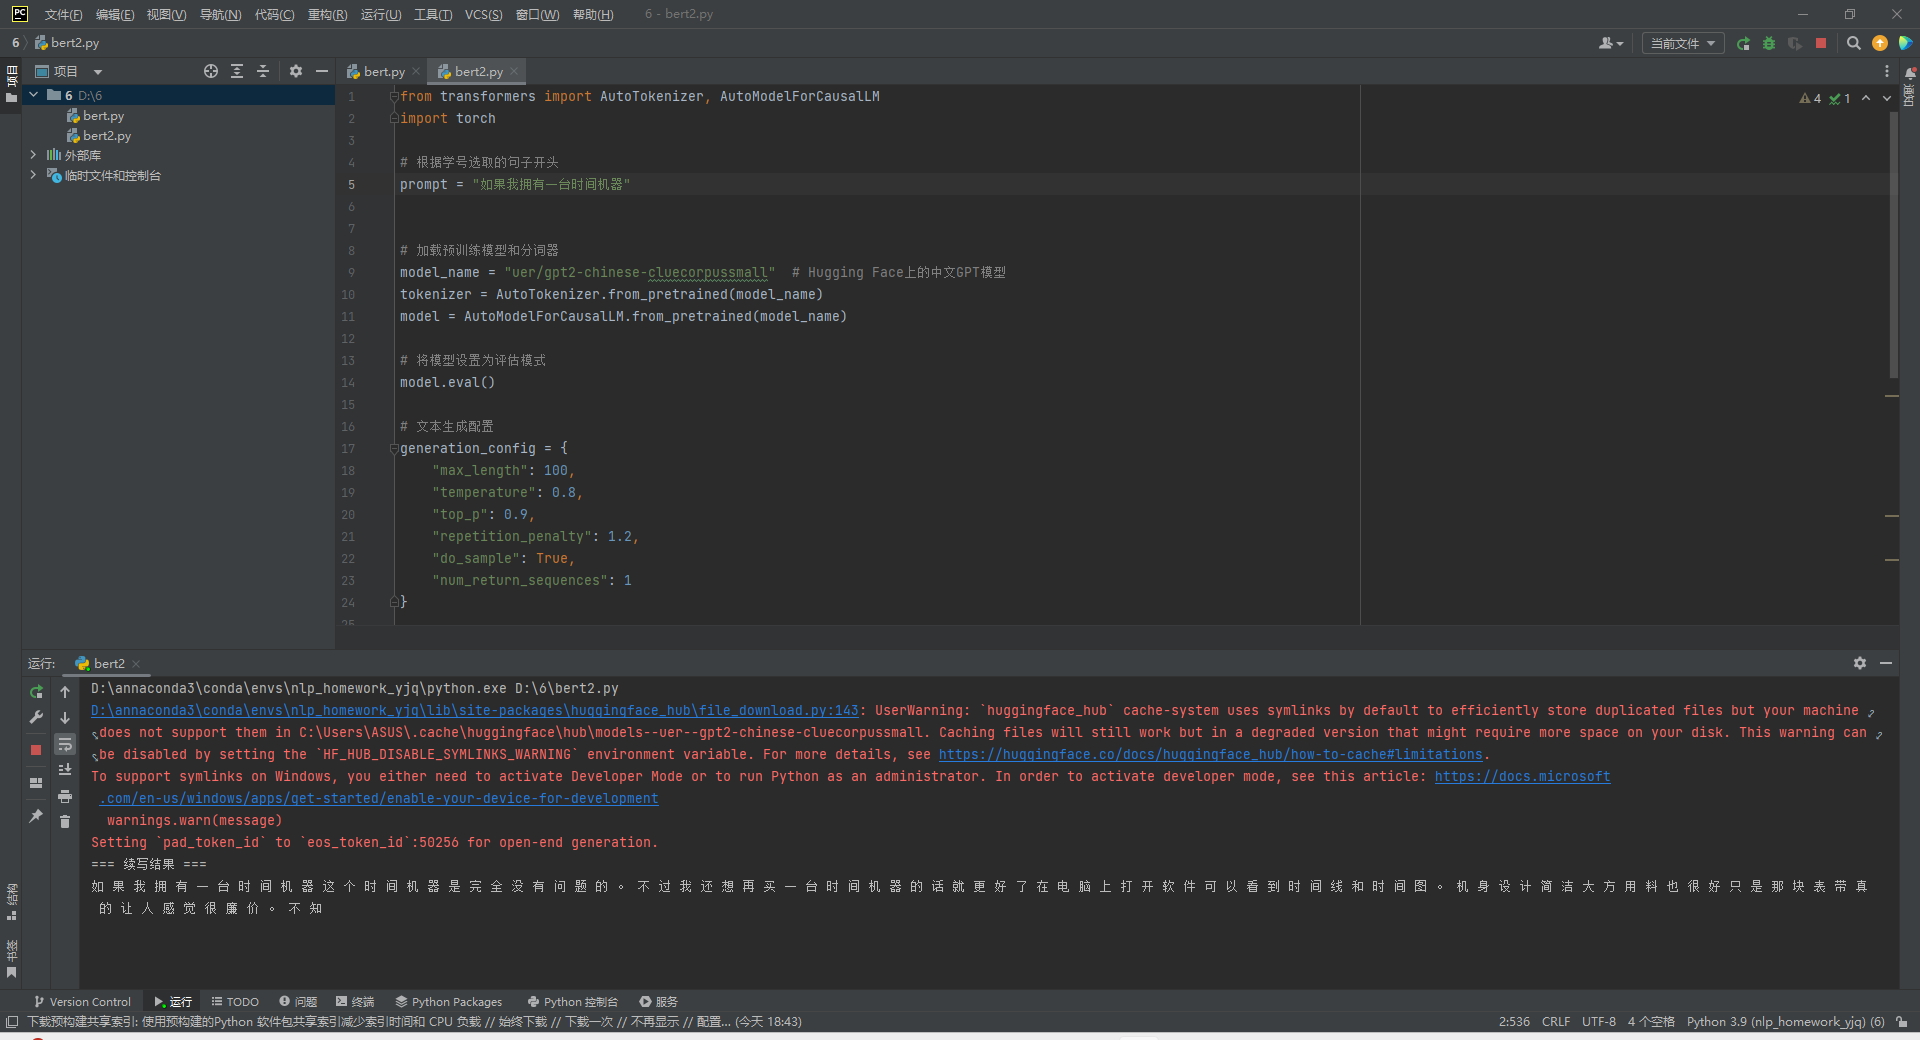 文件(F) 编辑(E) 视图(V) 导航(N) 代码(C) 重构(R) 运行(U) 工具(T) VCS(S) 窗口(W) 帮助(H) 6 - bert2.py
6 bert2.py
当前文件
项目
项目
bert.py
bert2.py
6 D:\6
bert.py
bert2.py
外部库
临时文件和控制台
通知
4 1
1 from transformers import AutoTokenizer, AutoModelForCausalLM
2 import torch
3
4 # 根据学号选取的句子开头
5 prompt = "如果我拥有一台时间机器"
6
7
8 # 加载预训练模型和分词器
9 model_name = "uer/gpt2-chinese-cluecorpussmall"  # Hugging Face上的中文GPT模型
10 tokenizer = AutoTokenizer.from_pretrained(model_name)
11 model = AutoModelForCausalLM.from_pretrained(model_name)
12
13 # 将模型设置为评估模式
14 model.eval()
15
16 # 文本生成配置
17 generation_config = {
18     "max_length": 100,
19     "temperature": 0.8,
20     "top_p": 0.9,
21     "repetition_penalty": 1.2,
22     "do_sample": True,
23     "num_return_sequences": 1
24 }
25
运行: bert2
D:\annaconda3\conda\envs\nlp_homework_yjq\python.exe D:\6\bert2.py
D:\annaconda3\conda\envs\nlp_homework_yjq\lib\site-packages\huggingface_hub\file_download.py:143: UserWarning: `huggingface_hub` cache-system uses symlinks by default to efficiently store duplicated files but your machine
does not support them in C:\Users\ASUS\.cache\huggingface\hub\models--uer--gpt2-chinese-cluecorpussmall. Caching files will still work but in a degraded version that might require more space on your disk. This warning can
be disabled by setting the `HF_HUB_DISABLE_SYMLINKS_WARNING` environment variable. For more details, see https://huggingface.co/docs/huggingface_hub/how-to-cache#limitations.
To support symlinks on Windows, you either need to activate Developer Mode or to run Python as an administrator. In order to activate developer mode, see this article: https://docs.microsoft
.com/en-us/windows/apps/get-started/enable-your-device-for-development
warnings.warn(message)
Setting `pad_token_id` to `eos_token_id`:50256 for open-end generation.
=== 续写结果 ===
如 果 我 拥 有 一 台 时 间 机 器 这 个 时 间 机 器 是 完 全 没 有 问 题 的 。 不 过 我 还 想 再 买 一 台 时 间 机 器 的 话 就 更 好 了 在 电 脑 上 打 开 软 件 可 以 看 到 时 间 线 和 时 间 图 。 机 身 设 计 简 洁 大 方 用 料 也 很 好 只 是 那 块 表 带 真
的 让 人 感 觉 很 廉 价 。 不 知
结构
书签
Version Control 运行 TODO 问题 终端 Python Packages Python 控制台 服务
下载预构建共享索引: 使用预构建的Python 软件包共享索引减少索引时间和 CPU 负载 // 始终下载 // 下载一次 // 不再显示 // 配置... (今天 18:43) 2:536 CRLF UTF-8 4 个空格 Python 3.9 (nlp_homework_yjq) (6)